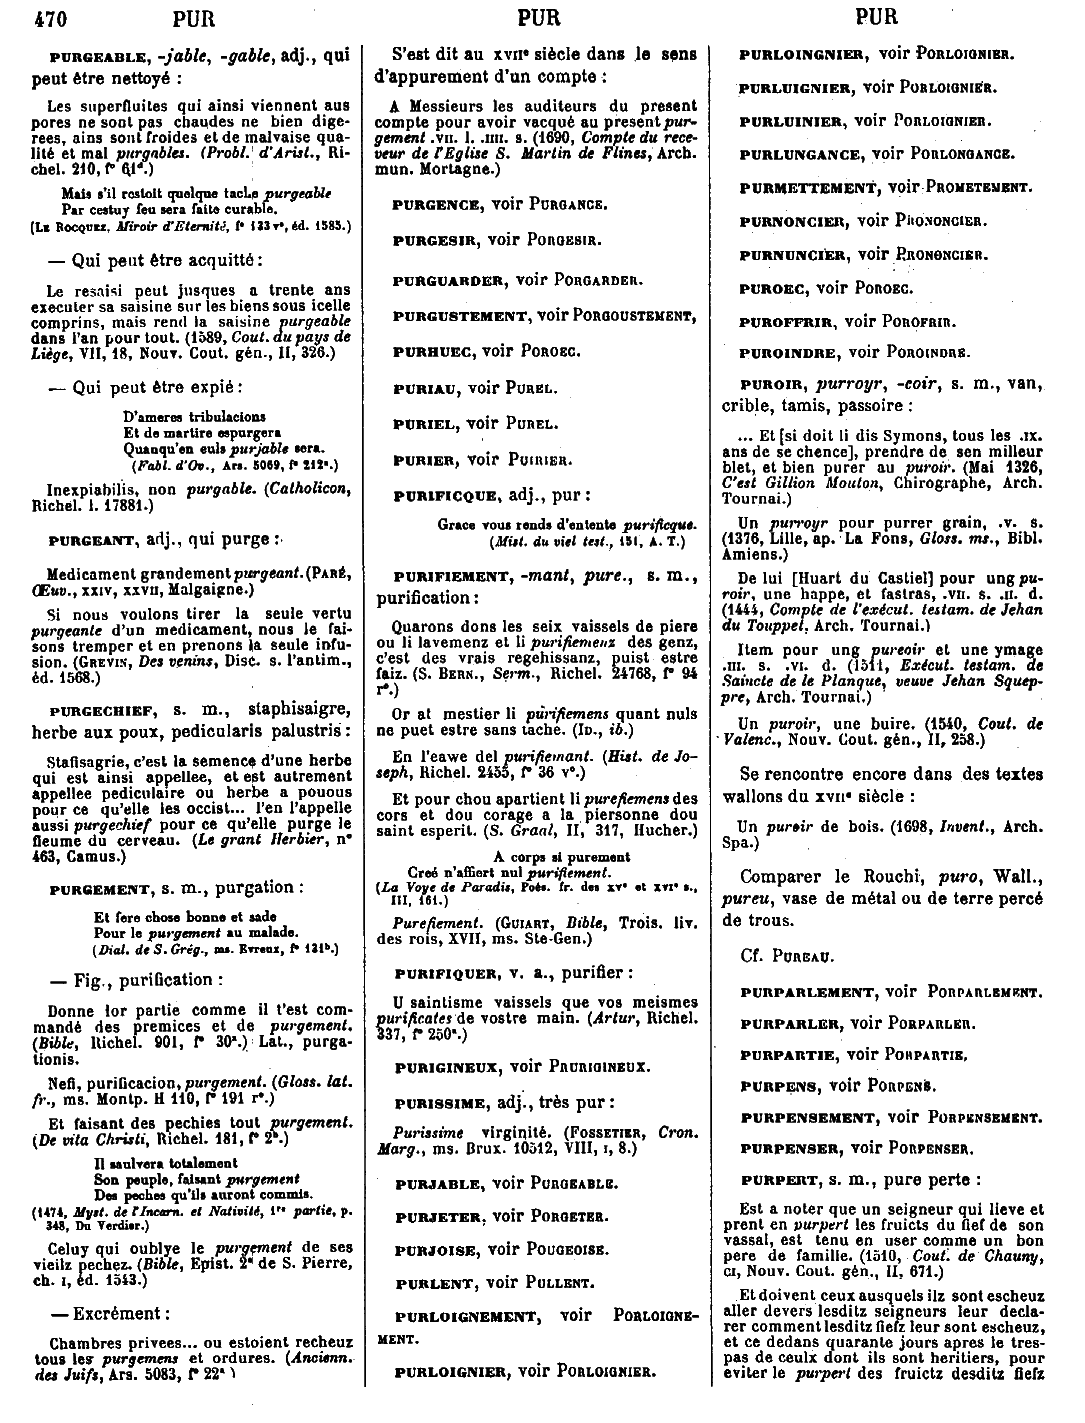 470 PUR PUR PUR
PURGEABLE, -jable, -gable, adj., qui
peut être nettoyé :
Les superfluites qui ainsi viennent aus
pores ne sont pas chaudes ne bien dige-
rees, ains sont froides et de malvaise qua-
lité et mal purgables. (Probl. d'Arist., Ri-
chel. 210, f° 61d.)
Mais s'il restoit quelque tache purgeable
Par cestuy feu sera faite curable.
(Le Rocquez, Miroir d'Eternité, f° 133 r°, éd. 1585.)
— Qui peut être acquitté :
Le resaisi peut jusques a trente ans
executer sa saisine sur les biens sous icelle
comprins, mais rend la saisine purgeable
dans l'an pour tout. (1589, Cout. du pays de
Liège, VII, 18, Nouv. Cout. gén., II, 326.)
— Qui peut être expié :
D'ameres tribulacions
Et de martire espurgera
Quanqu'en euls purjable sera.
(Fabl. d'Ov., Ars. 5069, f° 212a.)
Inexpiabilis, non purgable. (Catholicon,
Richel. l. 17881.)
PURGEANT, adj., qui purge :
Medicament grandement purgeant. (Paré,
Œuv., xxiv, xxvii, Malgaigne.)
Si nous voulons tirer la seule vertu
purgeante d'un medicament, nous le fai-
sons tremper et en prenons la seule infu-
sion. (Grevin, Des venins, Disc. s. l'antim.,
éd. 1568.)
PURGECHIEF, s. m., staphisaigre,
herbe aux poux, pedicularis palustris :
Stafisagrie, c'est la semence d'une herbe
qui est ainsi appellee, et est autrement
appellee pediculaire ou herbe a pouous
pour ce qu'elle les occist... l'en l'appelle
aussi purgechief pour ce qu'elle purge le
fleume du cerveau. (Le grant Herbier, n°
463, Camus.)
PURGEMENT, s. m., purgation :
Et fere chose bonne et sade
Pour le purgement au malade.
(Dial. de S. Grég., ms. Evreux, f° 131b.)
— Fig., purification :
Donne lor partie comme il t'est com-
mandé des premices et de purgement.
(Bible, Richel. 901, f° 30a.) Lat., purga-
tionis.
Nefi, purificacion, purgement. (Gloss. lat.
fr., ms. Montp. H 110, f° 191 r°.)
Et faisant des pechies tout purgement.
(De vita Christi, Richel. 181, f° 2b.)
Il saulvera totalement
Son peuple, faisant purgement
Des peches qu'ils auront commis.
(1474, Myst. de l'Incarn. et Nativité, 1re partie, p.
348, Du Verdier.)
Celuy qui oublye le purgement de ses
vieilz pechez. (Bible, Epist. 2e de S. Pierre,
ch. i, éd. 1543.)
— Excrément :
Chambres privees... ou estoient recheuz
tous les purgemens et ordures. (Ancienn.
des Juifs, Ars. 5083, f° 22a.)
S'est dit au xviie siècle dans le sens
d'appurement d'un compte :
A Messieurs les auditeurs du present
compte pour avoir vacqué au present pur-
gement .vii. l. .iiii. s. (1690, Compte du rece-
veur de l'Eglise S. Martin de Flines, Arch.
mun. Mortagne.)
PURGENCE, voir Purgance.
PURGESIR, voir Porgesir.
PURGUARDER, voir Porgarder.
PURGUSTEMENT, voir Porgoustement,
PURHUEC, voir Poroec.
PURIAU, voir Purel.
PURIEL, voir Purel.
PURIER, voir Puirier.
PURIFICQUE, adj., pur :
Grace vous rends d'entente purificque.
(Mist. du viel test., 151, A. T.)
PURIFIEMENT, -mant, pure., s. m.,
purification :
Quarons dons les seix vaissels de piere
ou li lavemenz et li purifiemenz des genz,
c'est des vrais regehissanz, puist estre
faiz. (S. Bern., Serm., Richel. 24768, f° 94
r°.)
Or at mestier li purifiemens quant nuls
ne puet estre sans tache. (Id., ib.)
En l'eawe del purifiemant. (Hist. de Jo-
seph, Richel. 2455, f° 36 v°.)
Et pour chou apartient li purefiemens des
cors et dou corage a la piersonne dou
saint esperit. (S. Graal, II, 317, Hucher.)
A corps si purement
Creé n'affiert nul purifiement.
(La Voye de Paradis, Poés. fr. des xve et xvie s.,
III, 161.)
Purefiement. (Guiart, Bible, Trois. liv.
des rois, XVII, ms. Ste-Gen.)
PURIFIQUER, v. a., purifier :
U saintisme vaissels que vos meismes
purificates de vostre main. (Artur, Richel.
337, f° 250a.)
PURIGINEUX, voir Prurigineux.
PURISSIME, adj., très pur :
Purissime virginité. (Fossetier, Cron.
Marg., ms. Brux. 10512, VIII, i, 8.)
PURJABLE, voir Purgeable.
PURJETER, voir Porgeter.
PURJOISE, voir Pougeoise.
PURLENT, voir Pullent.
PURLOIGNEMENT, voir Porloigne-
ment.
PURLOIGNIER, voir Porloignier.
PURLOINGNIER, voir Porloignier.
PURLUIGNIER, voir Porloignier.
PURLUINIER, voir Porloignier.
PURLUNGANCE, voir Porlongance.
PURMETTEMENT, voir Prometement.
PURNONCIER, voir Prononcier.
PURNUNCIER, voir Prononcier.
PUROEC, voir Poroec.
PUROFFRIR, voir Porofrir.
PUROINDRE, voir Poroindre.
PUROIR, purroyr, -eoir, s. m., van,
crible, tamis, passoire :
... Et [si doit li dis Symons, tous les .ix.
ans de se chence], prendre de sen milleur
blet, et bien purer au puroir. (Mai 1326,
C'est Gillion Mouton, Chirographe, Arch.
Tournai.)
Un purroyr pour purrer grain, .v. s.
(1376, Lille, ap. La Fons, Gloss. ms., Bibl.
Amiens.)
De lui [Huart du Castiel] pour ung pu-
roir, une happe, et fastras, .vii. s. .ii. d.
(1444, Compte de l'exécut. testam. de Jehan
du Touppet, Arch. Tournai.)
Item pour ung pureoir et une ymage
.iii. s. .vi. d. (1511, Exécut. testam. de
Saincte de le Planque, veuve Jehan Squep-
pre, Arch. Tournai.)
Un puroir, une buire. (1540, Cout. de
Valenc., Nouv. Cout. gén., II, 258.)
Se rencontre encore dans des textes
wallons du xviie siècle :
Un puroir de bois. (1698, Invent., Arch.
Spa.)
Comparer le Rouchi, puro, Wall.,
pureu, vase de métal ou de terre percé
de trous.
Cf. Pureau.
PURPARLEMENT, voir Porparlement.
PURPARLER, voir Porparler.
PURPARTIE, voir Porpartie.
PURPENS, voir Porpens.
PURPENSEMENT, voir Porpensement.
PURPENSER, voir Porpenser.
PURPERT, s. m., pure perte :
Est a noter que un seigneur qui lieve et
prent en purpert les fruicts du fief de son
vassal, est tenu en user comme un bon
pere de famille. (1510, Cout. de Chauny,
ci, Nouv. Cout. gén., II, 671.)
Et doivent ceux ausquels ilz sont escheuz
aller devers lesditz seigneurs leur decla-
rer comment lesditz fiefz leur sont escheuz,
et ce dedans quarante jours apres le tres-
pas de ceulx dont ils sont heritiers, pour
eviter le purpert des fruictz desditz fiefz